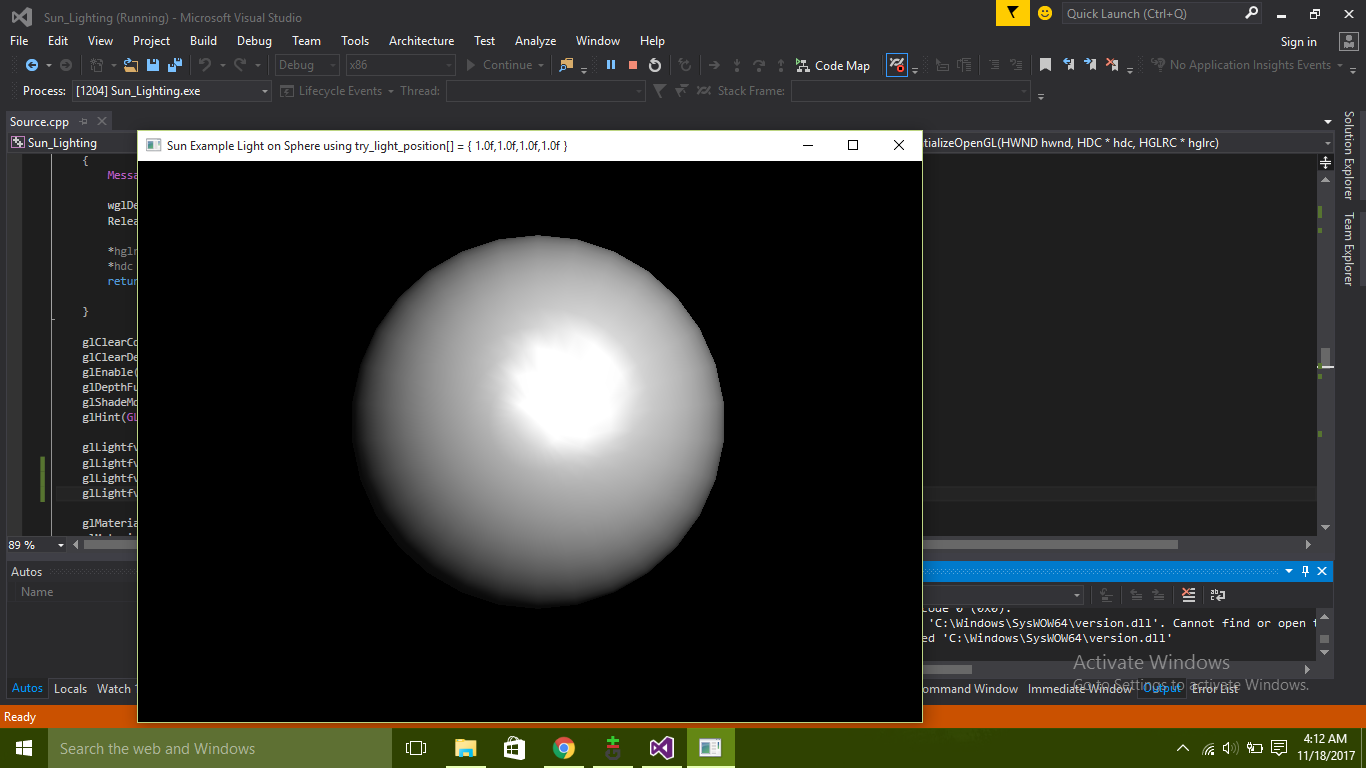 Sun_Lighting (Running) - Microsoft Visual Studio
Quick Launch (Ctrl+Q)
File Edit View Project Build Debug Team Tools Architecture Test Analyze Window Help
Sign in
Debug x86 Continue Code Map No Application Insights Events
Process: [1204] Sun_Lighting.exe Lifecycle Events Thread: Stack Frame:
Source.cpp
Sun_Lighting
Sun Example Light on Sphere using try_light_position[] = { 1.0f,1.0f,1.0f,1.0f }
tializeOpenGL(HWND hwnd, HDC * hdc, HGLRC * hglrc)
Solution Explorer
Team Explorer
{
Messa
wglDe
Relea
*hglr
*hdc
retur
}
glClearCo
glClearDe
glEnable(
glDepthFu
glShadeMo
glHint(GL
glLightfv
glLightfv
glLightfv
glLightfv
glMateria
89 %
Autos
Name
code 0 (0x0).
'C:\Windows\SysWOW64\version.dll'. Cannot find or open t
ed 'C:\Windows\SysWOW64\version.dll'
Activate Windows
Go to Settings to activate Windows.
Autos Locals Watch ommand Window Immediate Window Output Error List
Ready
Search the web and Windows
4:12 AM
11/18/2017